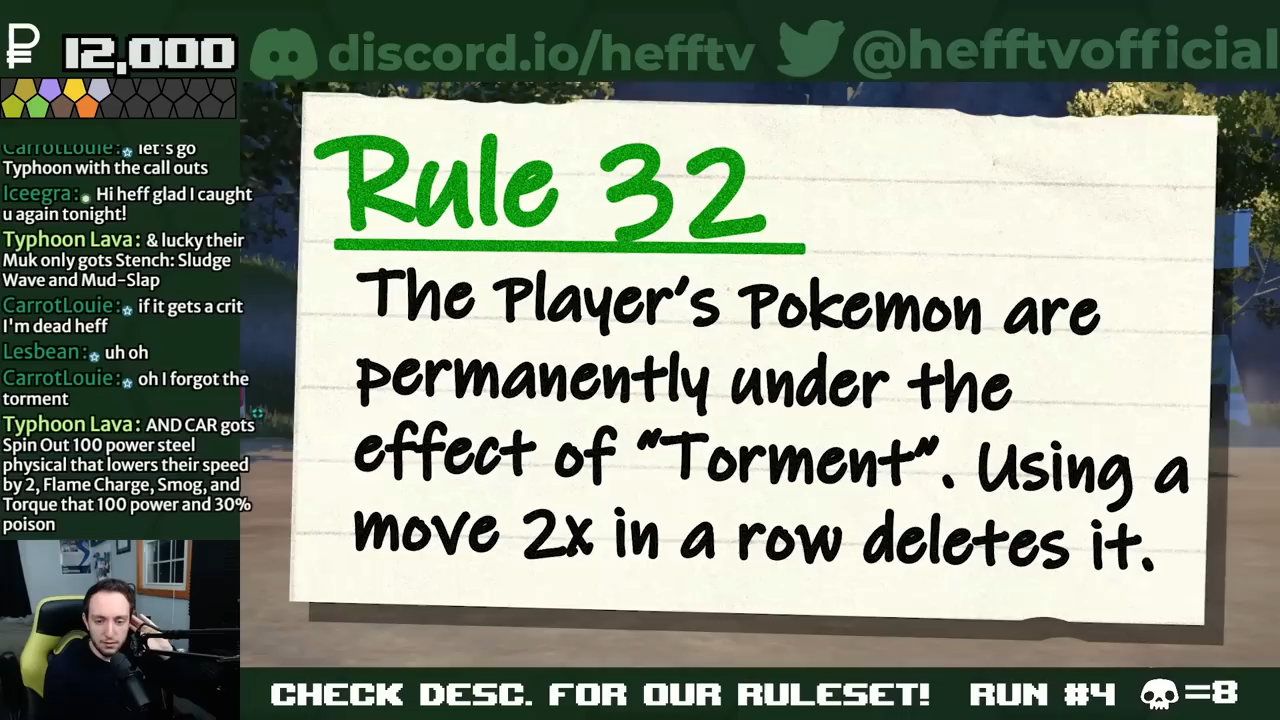 12,000
discord.io/hefftv
@hefftvofficial
CarrotLouie: let's go
Typhoon with the call outs
Iceegra: Hi heff glad I caught
u again tonight!
Typhoon Lava: & lucky their
Muk only gots Stench: Sludge
Wave and Mud-Slap
CarrotLouie: if it gets a crit
I'm dead heff
Lesbean: uh oh
CarrotLouie: oh I forgot the
torment
Typhoon Lava: AND CAR gots
Spin Out 100 power steel
physical that lowers their speed
by 2, Flame Charge, Smog, and
Torque that 100 power and 30%
poison
Rule 32
The Player's Pokemon are
permanently under the
effect of "Torment". Using a
move 2x in a row deletes it.
CHECK DESC. FOR OUR RULESET! RUN #4 =8